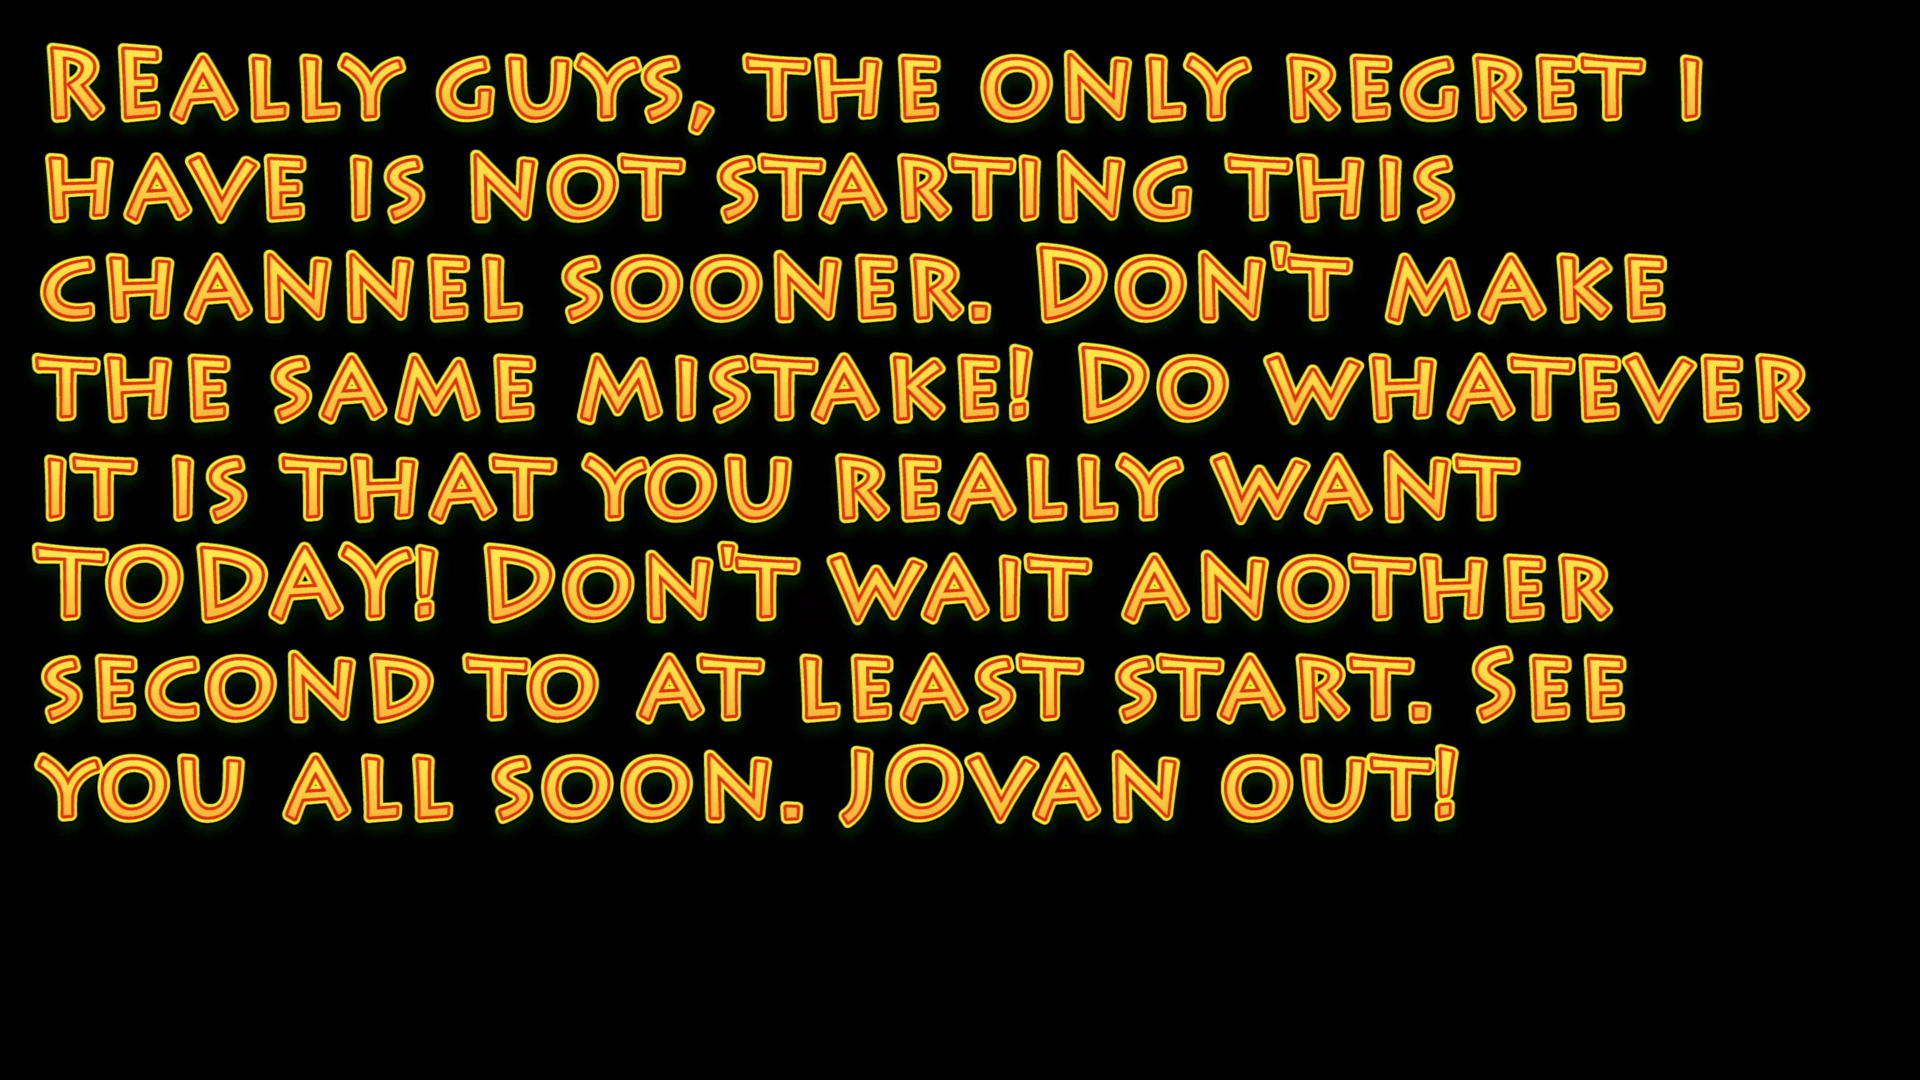 Really guys, the only regret I
have is not starting this
channel sooner. Don't make
the same mistake! Do whatever
it is that you really want
TODAY! Don't wait another
second to at least start. See
you all soon. JOvan out!